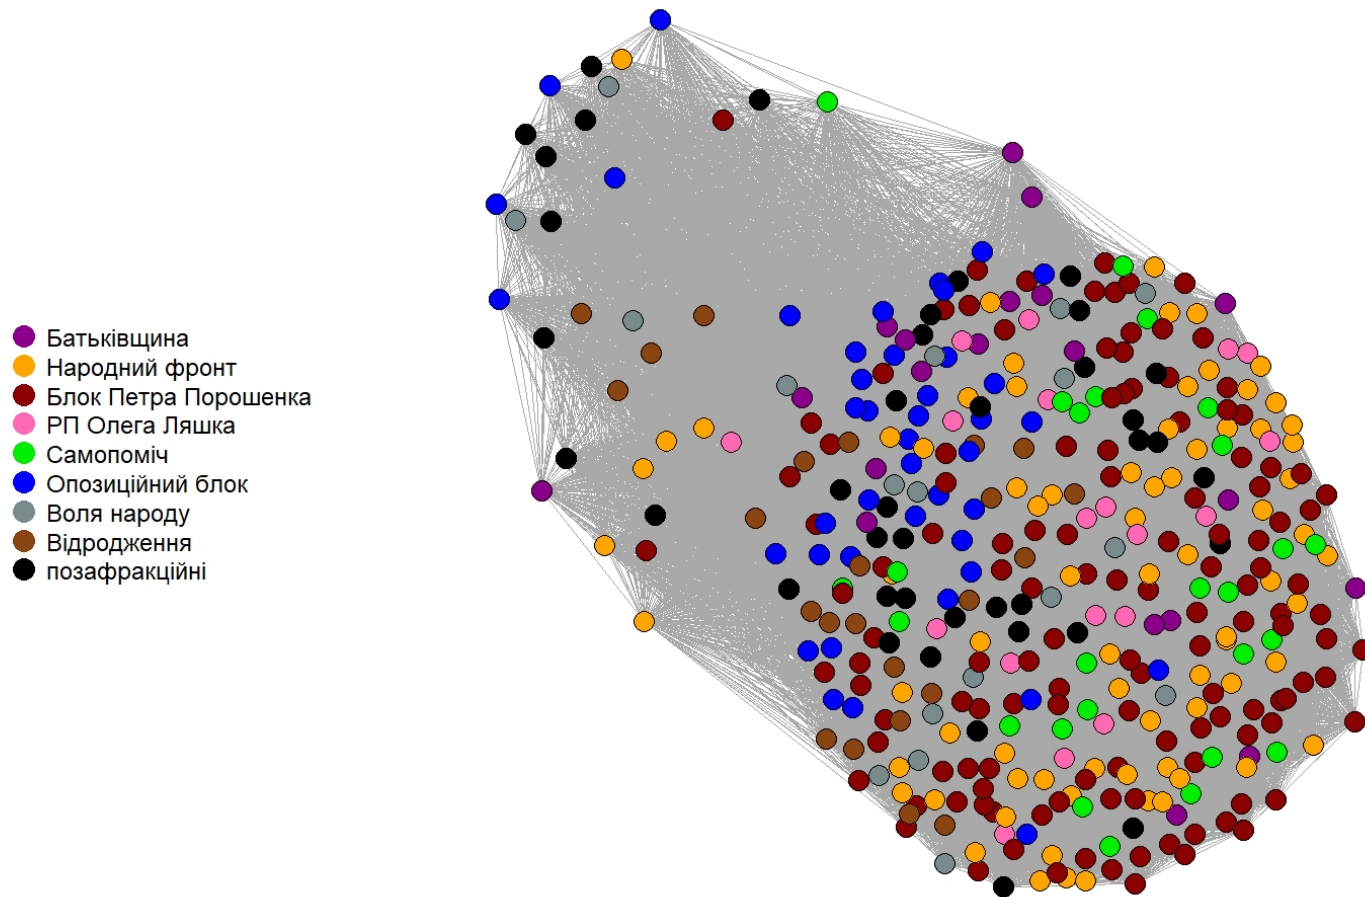 Батьківщина
Народний фронт
Блок Петра Порошенка
РП Олега Ляшка
Самопоміч
Опозиційний блок
Воля народу
Відродження
позафракційні